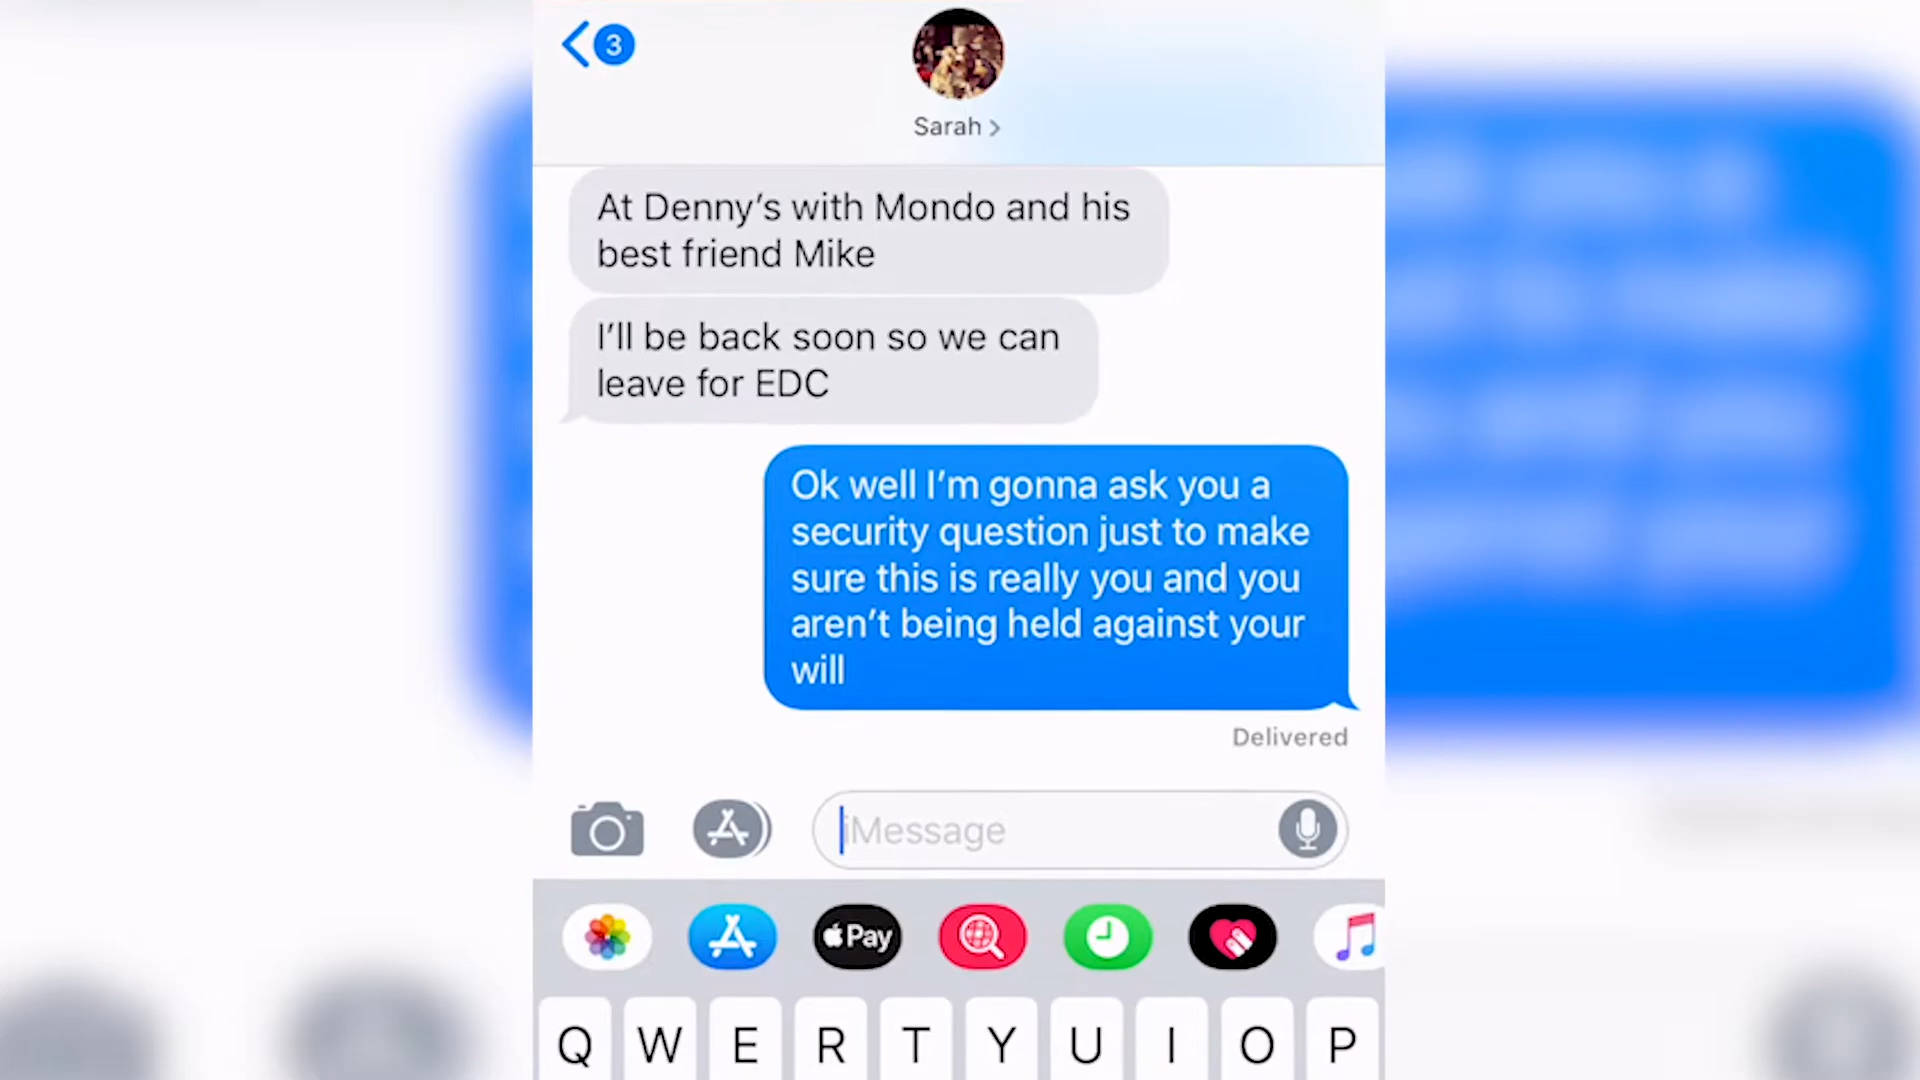 3
Sarah
At Denny's with Mondo and his
best friend Mike
I'll be back soon so we can
leave for EDC
Ok well I'm gonna ask you a
security question just to make
sure this is really you and you
aren't being held against your
will
Delivered
iMessage
Pay
Q W E R T Y U I O P